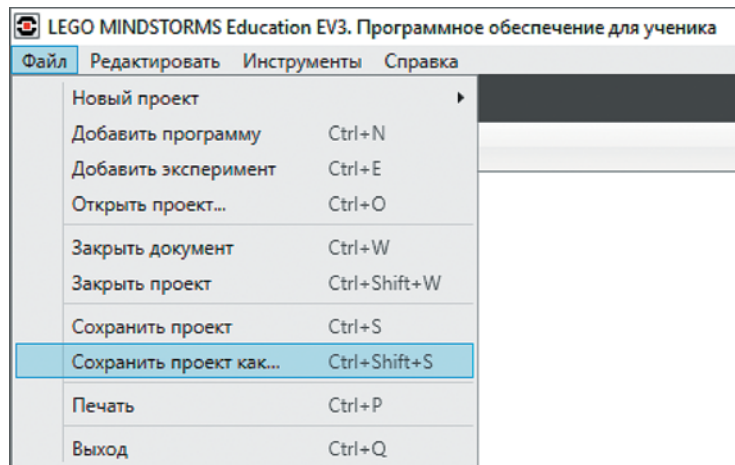 LEGO MINDSTORMS Education EV3. Программное обеспечение для ученика
Файл Редактировать Инструменты Справка
Новый проект
Добавить программу Ctrl+N
Добавить эксперимент Ctrl+E
Открыть проект... Ctrl+O
Закрыть документ Ctrl+W
Закрыть проект Ctrl+Shift+W
Сохранить проект Ctrl+S
Сохранить проект как... Ctrl+Shift+S
Печать Ctrl+P
Выход Ctrl+Q